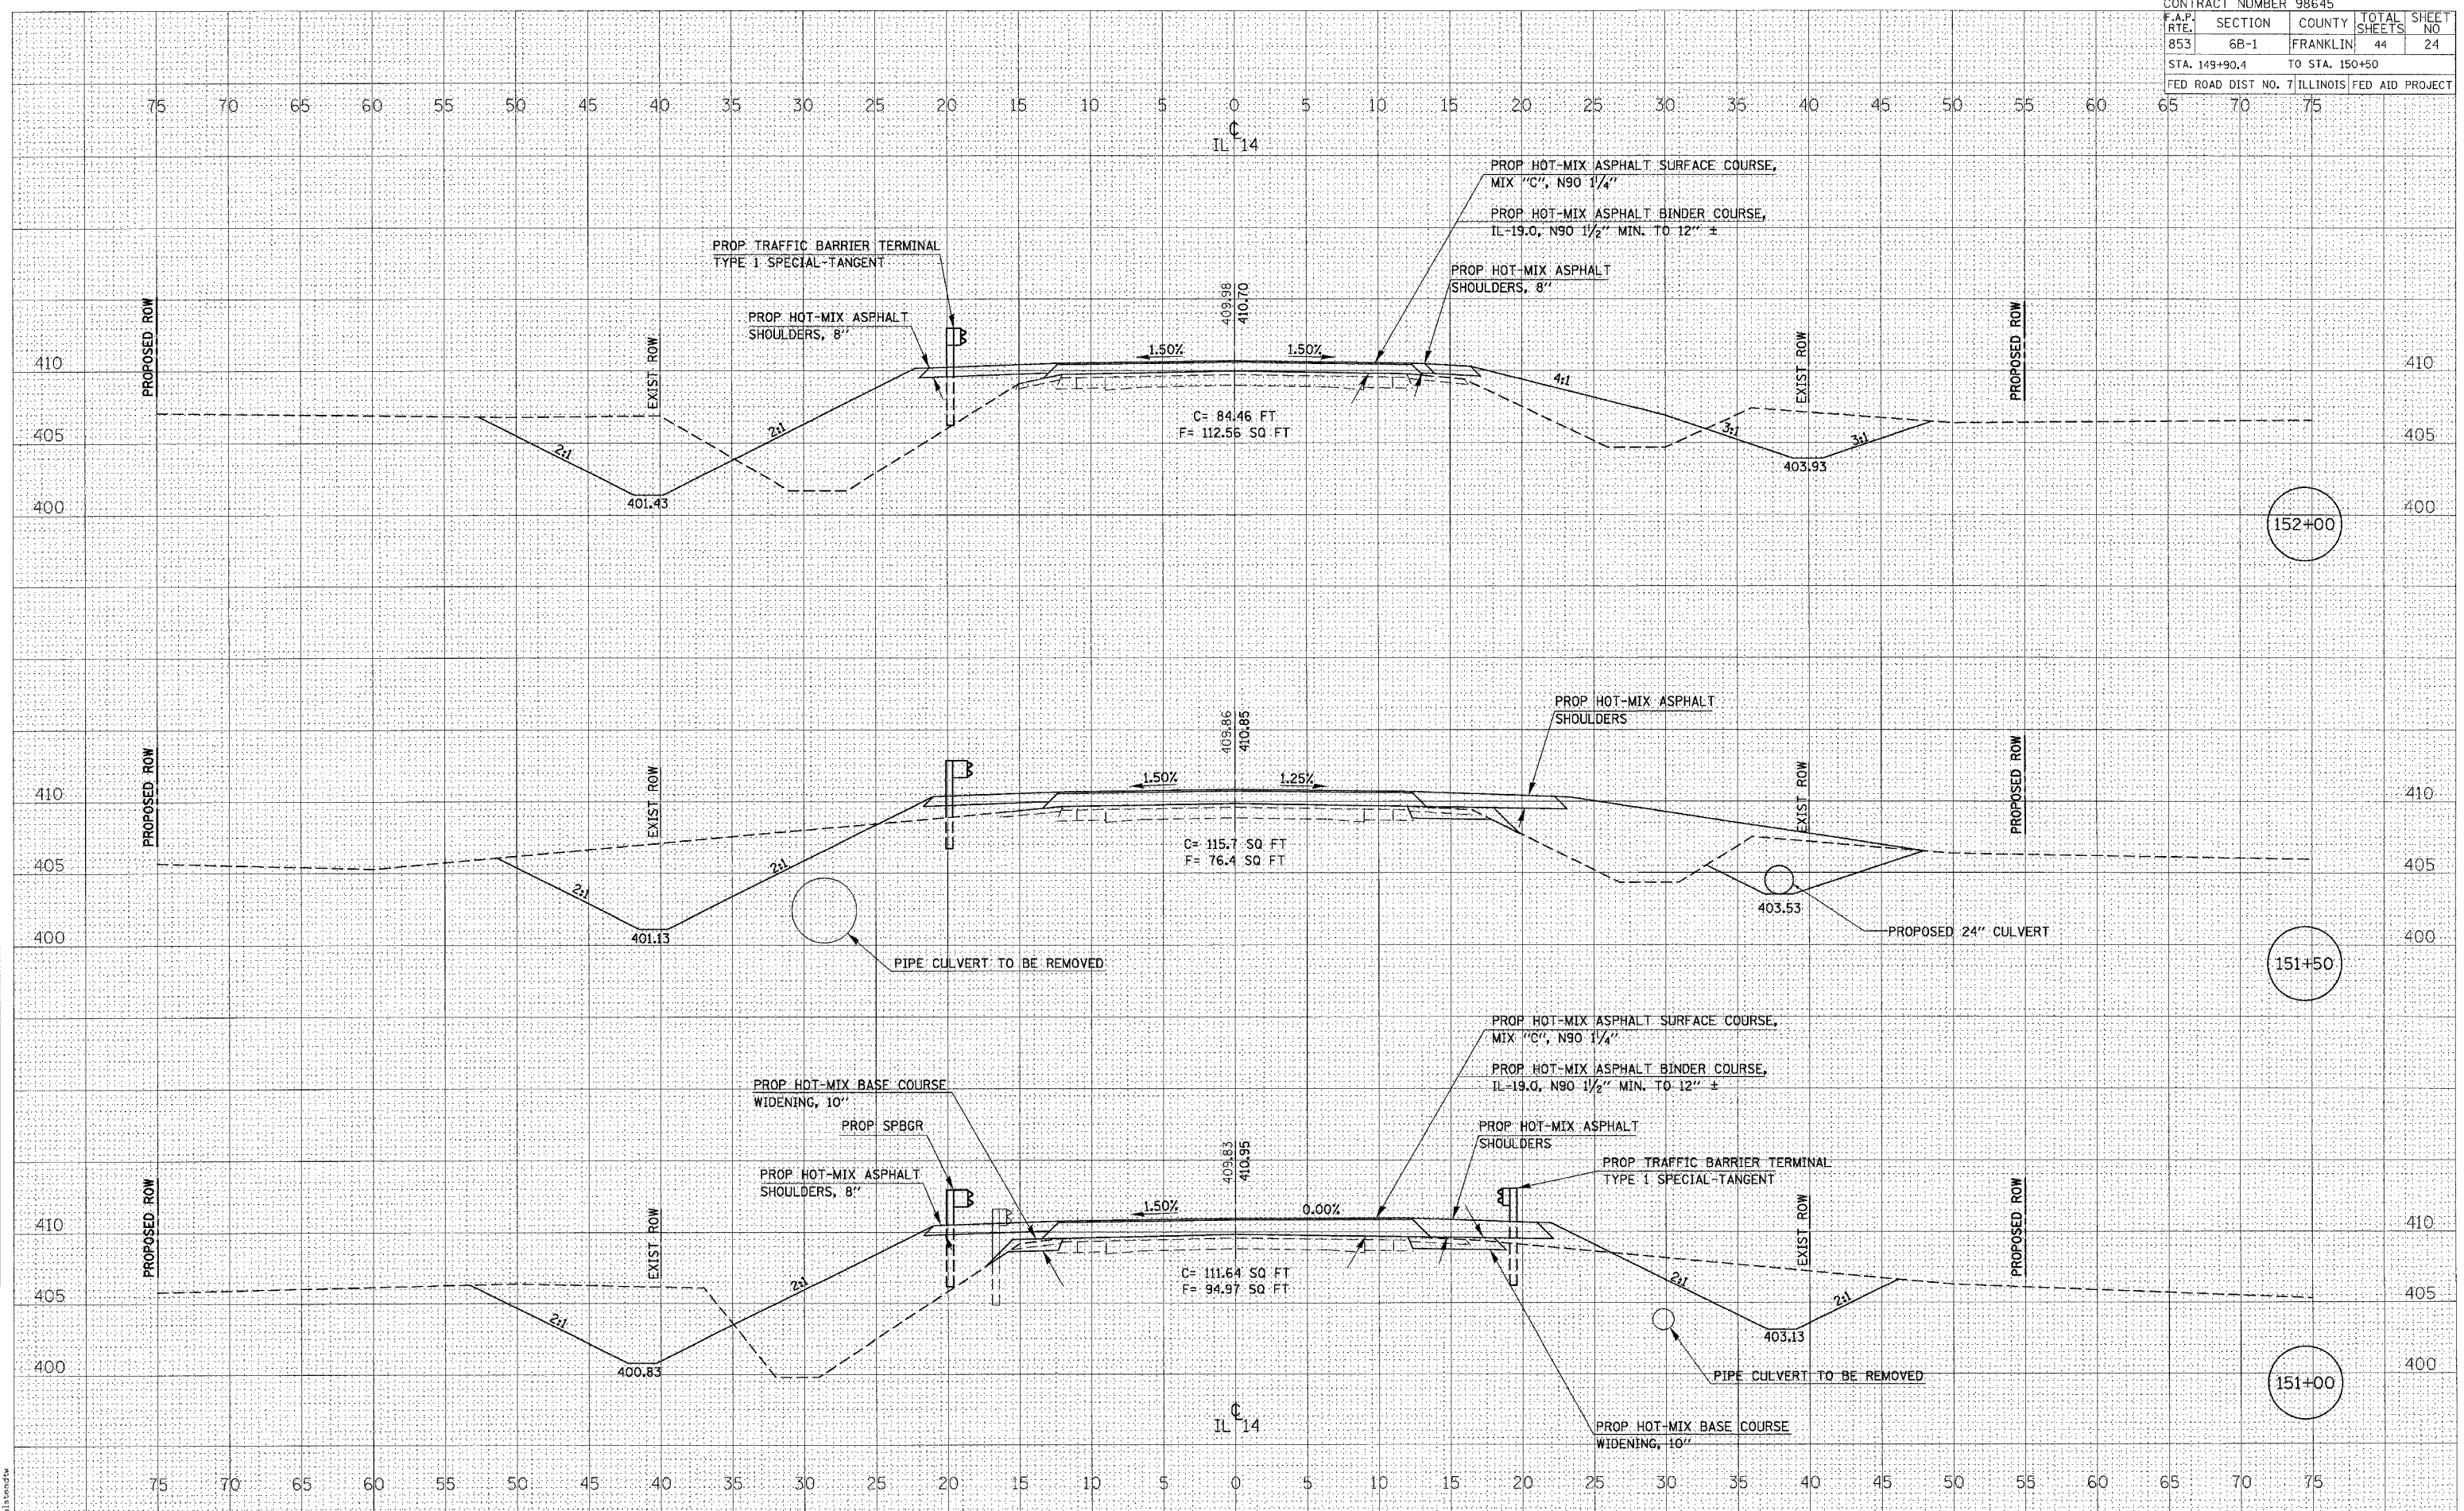 CONTRACT NUMBER 98645
F.A.P. RTE. SECTION COUNTY TOTAL SHEETS SHEET NO
853 6B-1 FRANKLIN 44 24
STA. 149+90.4 TO STA. 150+50
FED ROAD DIST NO. 7 ILLINOIS FED AID PROJECT
75 70 65 60 55 50 45 40 35 30 25 20 15 10 5 0 5 10 15 20 25 30 35 40 45 50 55 60 65 70 75
℄
IL 14
PROP HOT-MIX ASPHALT SURFACE COURSE,
MIX "C", N90 1 1/4"
PROP HOT-MIX ASPHALT BINDER COURSE,
IL-19.0, N90 1 1/2" MIN. TO 12" ±
PROP TRAFFIC BARRIER TERMINAL
TYPE 1 SPECIAL-TANGENT
PROP HOT-MIX ASPHALT
SHOULDERS, 8"
PROP HOT-MIX ASPHALT
SHOULDERS, 8"
409.98
410.70
PROPOSED ROW
EXIST ROW
EXIST ROW
PROPOSED ROW
1.50% 1.50%
410 410
4:1
C= 84.46 FT
F= 112.56 SQ FT
405 2:1 2:1 3:1 3:1 405
403.93
401.43
400 400
152+00
PROP HOT-MIX ASPHALT
SHOULDERS
409.86
410.85
PROPOSED ROW
EXIST ROW
EXIST ROW
PROPOSED ROW
1.50% 1.25%
410 410
C= 115.7 SQ FT
F= 76.4 SQ FT
405 2:1 2:1 405
403.53
401.13
PROPOSED 24" CULVERT
400 400
PIPE CULVERT TO BE REMOVED
151+50
PROP HOT-MIX ASPHALT SURFACE COURSE,
MIX "C", N90 1 1/4"
PROP HOT-MIX ASPHALT BINDER COURSE,
IL-19.0, N90 1 1/2" MIN. TO 12" ±
PROP HOT-MIX BASE COURSE
WIDENING, 10"
PROP SPBGR
PROP HOT-MIX ASPHALT
SHOULDERS
PROP HOT-MIX ASPHALT
SHOULDERS, 8"
PROP TRAFFIC BARRIER TERMINAL
TYPE 1 SPECIAL-TANGENT
409.83
410.95
PROPOSED ROW
EXIST ROW
EXIST ROW
PROPOSED ROW
1.50% 0.00%
410 410
C= 111.64 SQ FT
F= 94.97 SQ FT
405 2:1 2:1 2:1 2:1 405
403.13
400.83
400 400
PIPE CULVERT TO BE REMOVED
151+00
℄
IL 14
PROP HOT-MIX BASE COURSE
WIDENING, 10"
75 70 65 60 55 50 45 40 35 30 25 20 15 10 5 0 5 10 15 20 25 30 35 40 45 50 55 60 65 70 75